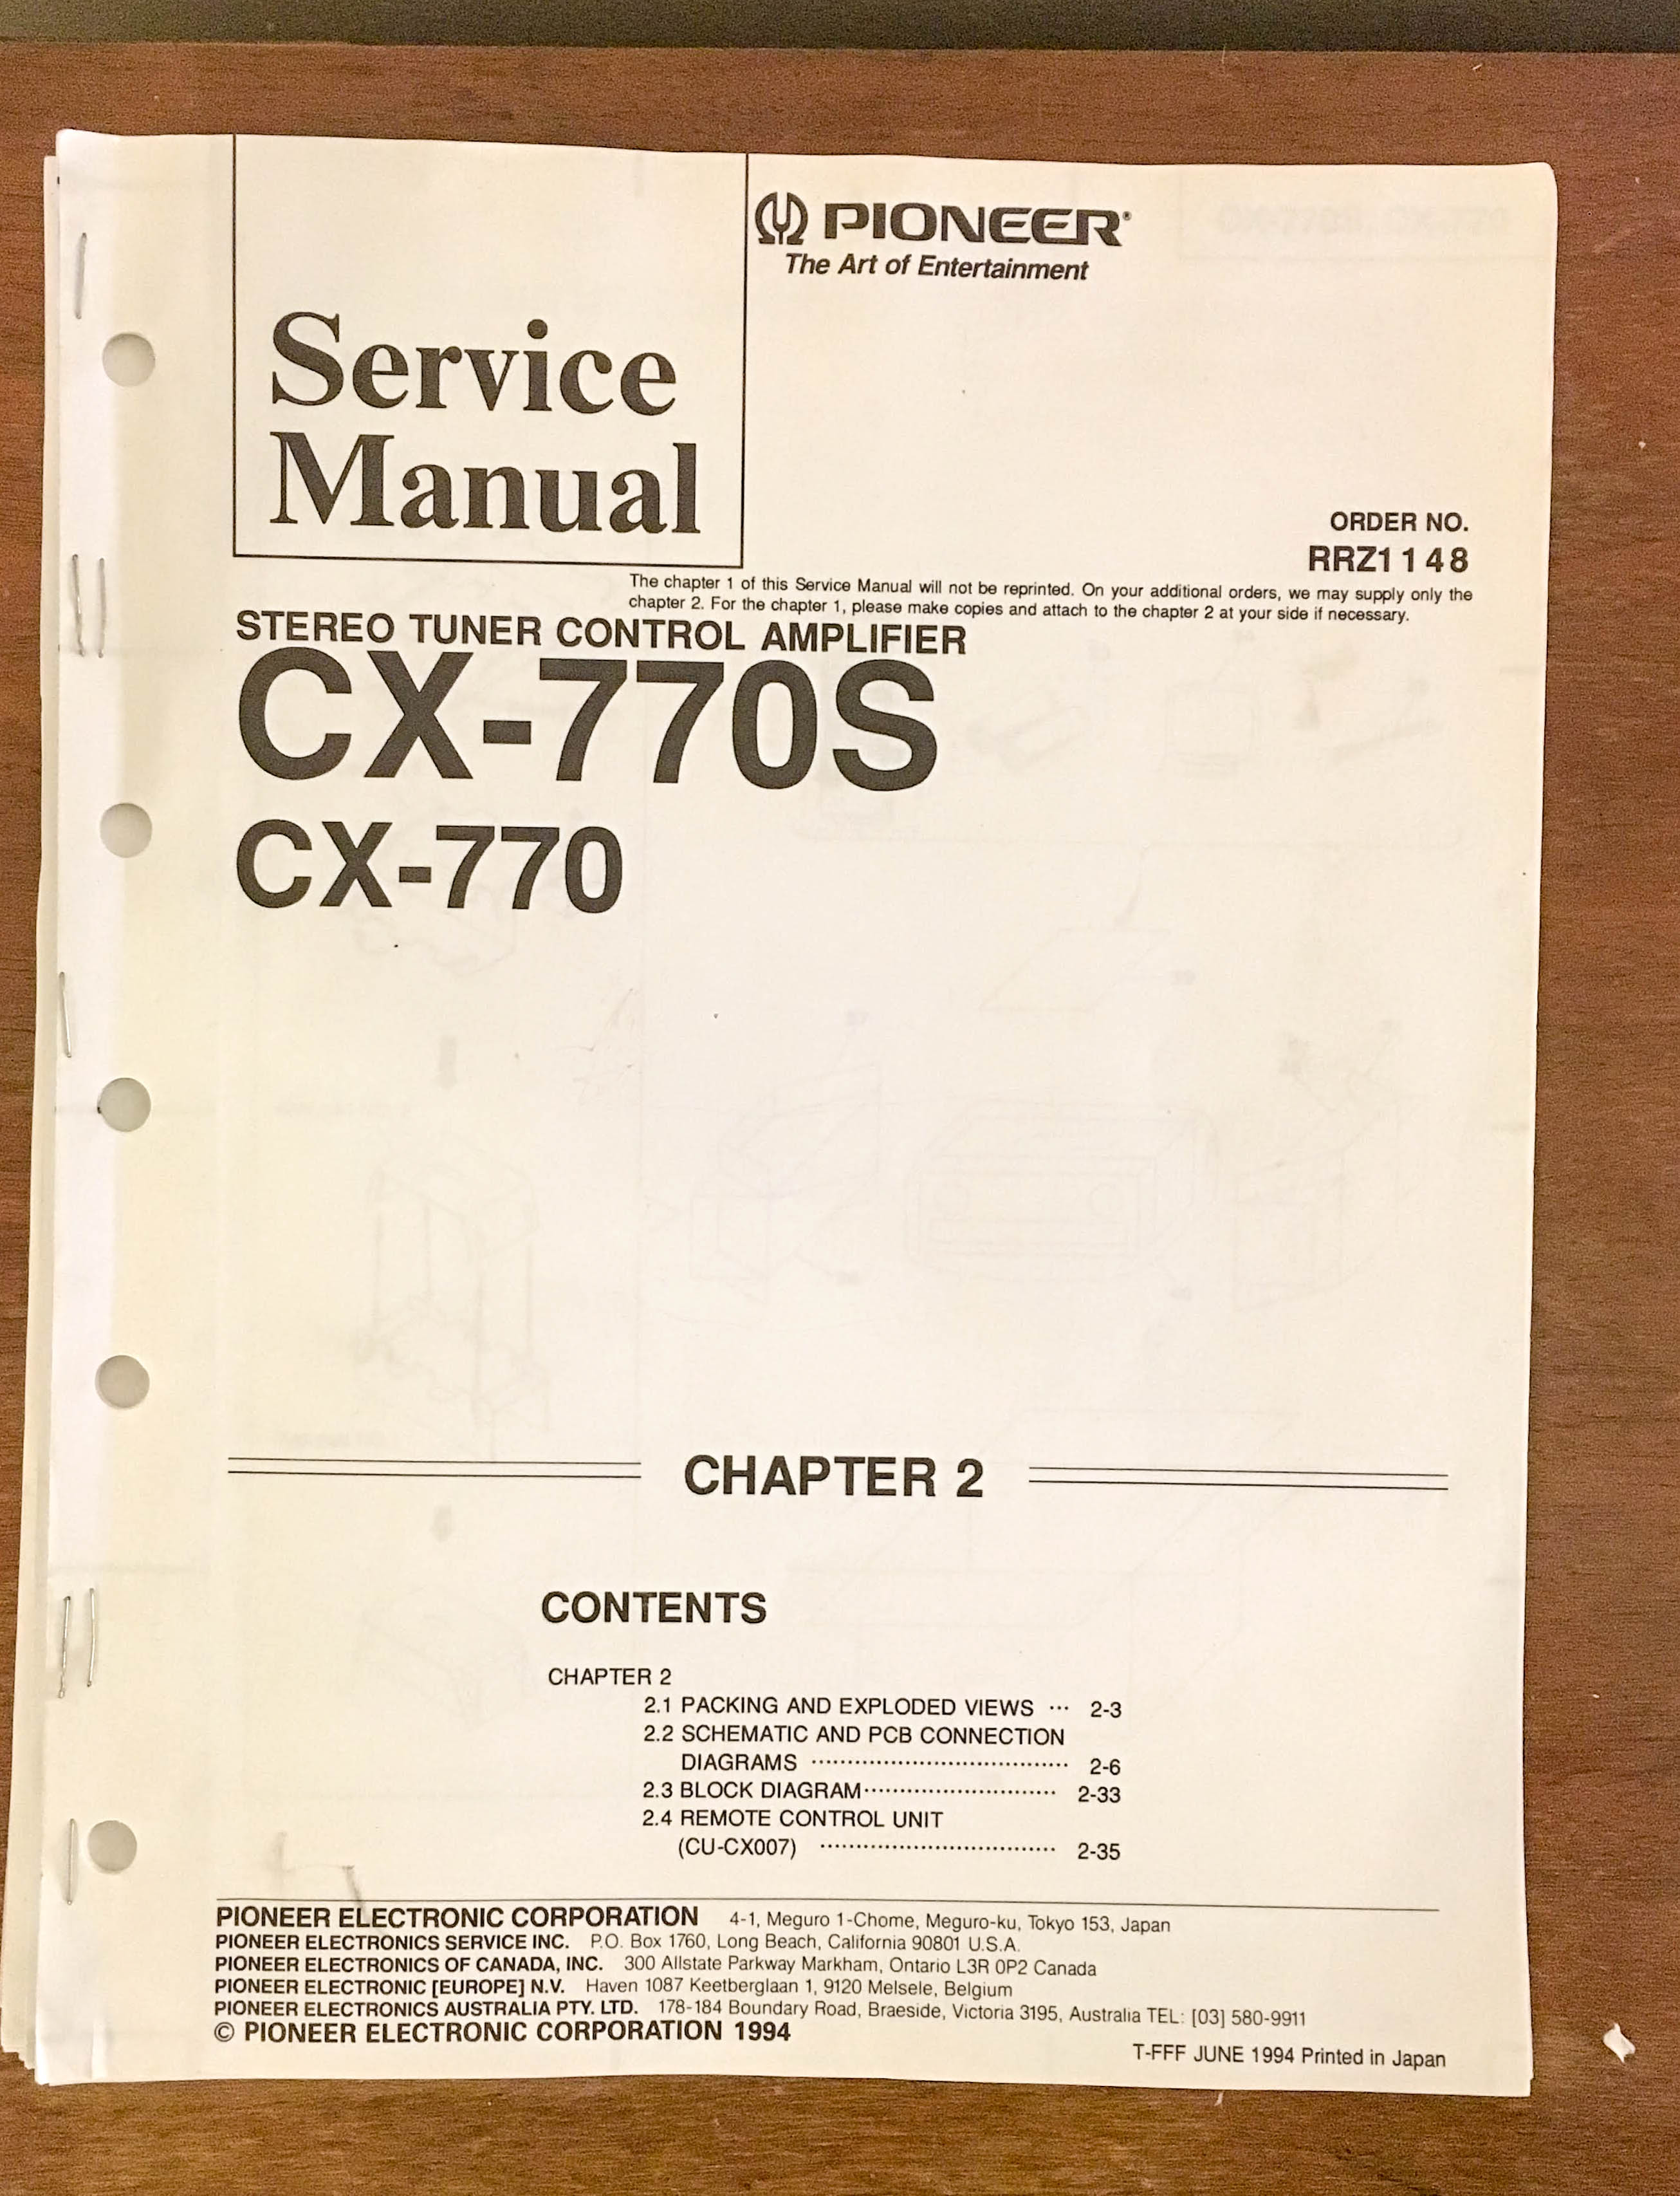 PIONEER®
The Art of Entertainment
Service
Manual
ORDER NO.
RRZ1148
The chapter 1 of this Service Manual will not be reprinted. On your additional orders, we may supply only the
chapter 2. For the chapter 1, please make copies and attach to the chapter 2 at your side if necessary.
STEREO TUNER CONTROL AMPLIFIER
CX-770S
CX-770
CHAPTER 2
CONTENTS
CHAPTER 2
2.1 PACKING AND EXPLODED VIEWS ··· 2-3
2.2 SCHEMATIC AND PCB CONNECTION
DIAGRAMS ···································· 2-6
2.3 BLOCK DIAGRAM··························· 2-33
2.4 REMOTE CONTROL UNIT
(CU-CX007) ································· 2-35
PIONEER ELECTRONIC CORPORATION 4-1, Meguro 1-Chome, Meguro-ku, Tokyo 153, Japan
PIONEER ELECTRONICS SERVICE INC. P.O. Box 1760, Long Beach, California 90801 U.S.A.
PIONEER ELECTRONICS OF CANADA, INC. 300 Allstate Parkway Markham, Ontario L3R 0P2 Canada
PIONEER ELECTRONIC [EUROPE] N.V. Haven 1087 Keetberglaan 1, 9120 Melsele, Belgium
PIONEER ELECTRONICS AUSTRALIA PTY. LTD. 178-184 Boundary Road, Braeside, Victoria 3195, Australia TEL: [03] 580-9911
© PIONEER ELECTRONIC CORPORATION 1994
T-FFF JUNE 1994 Printed in Japan